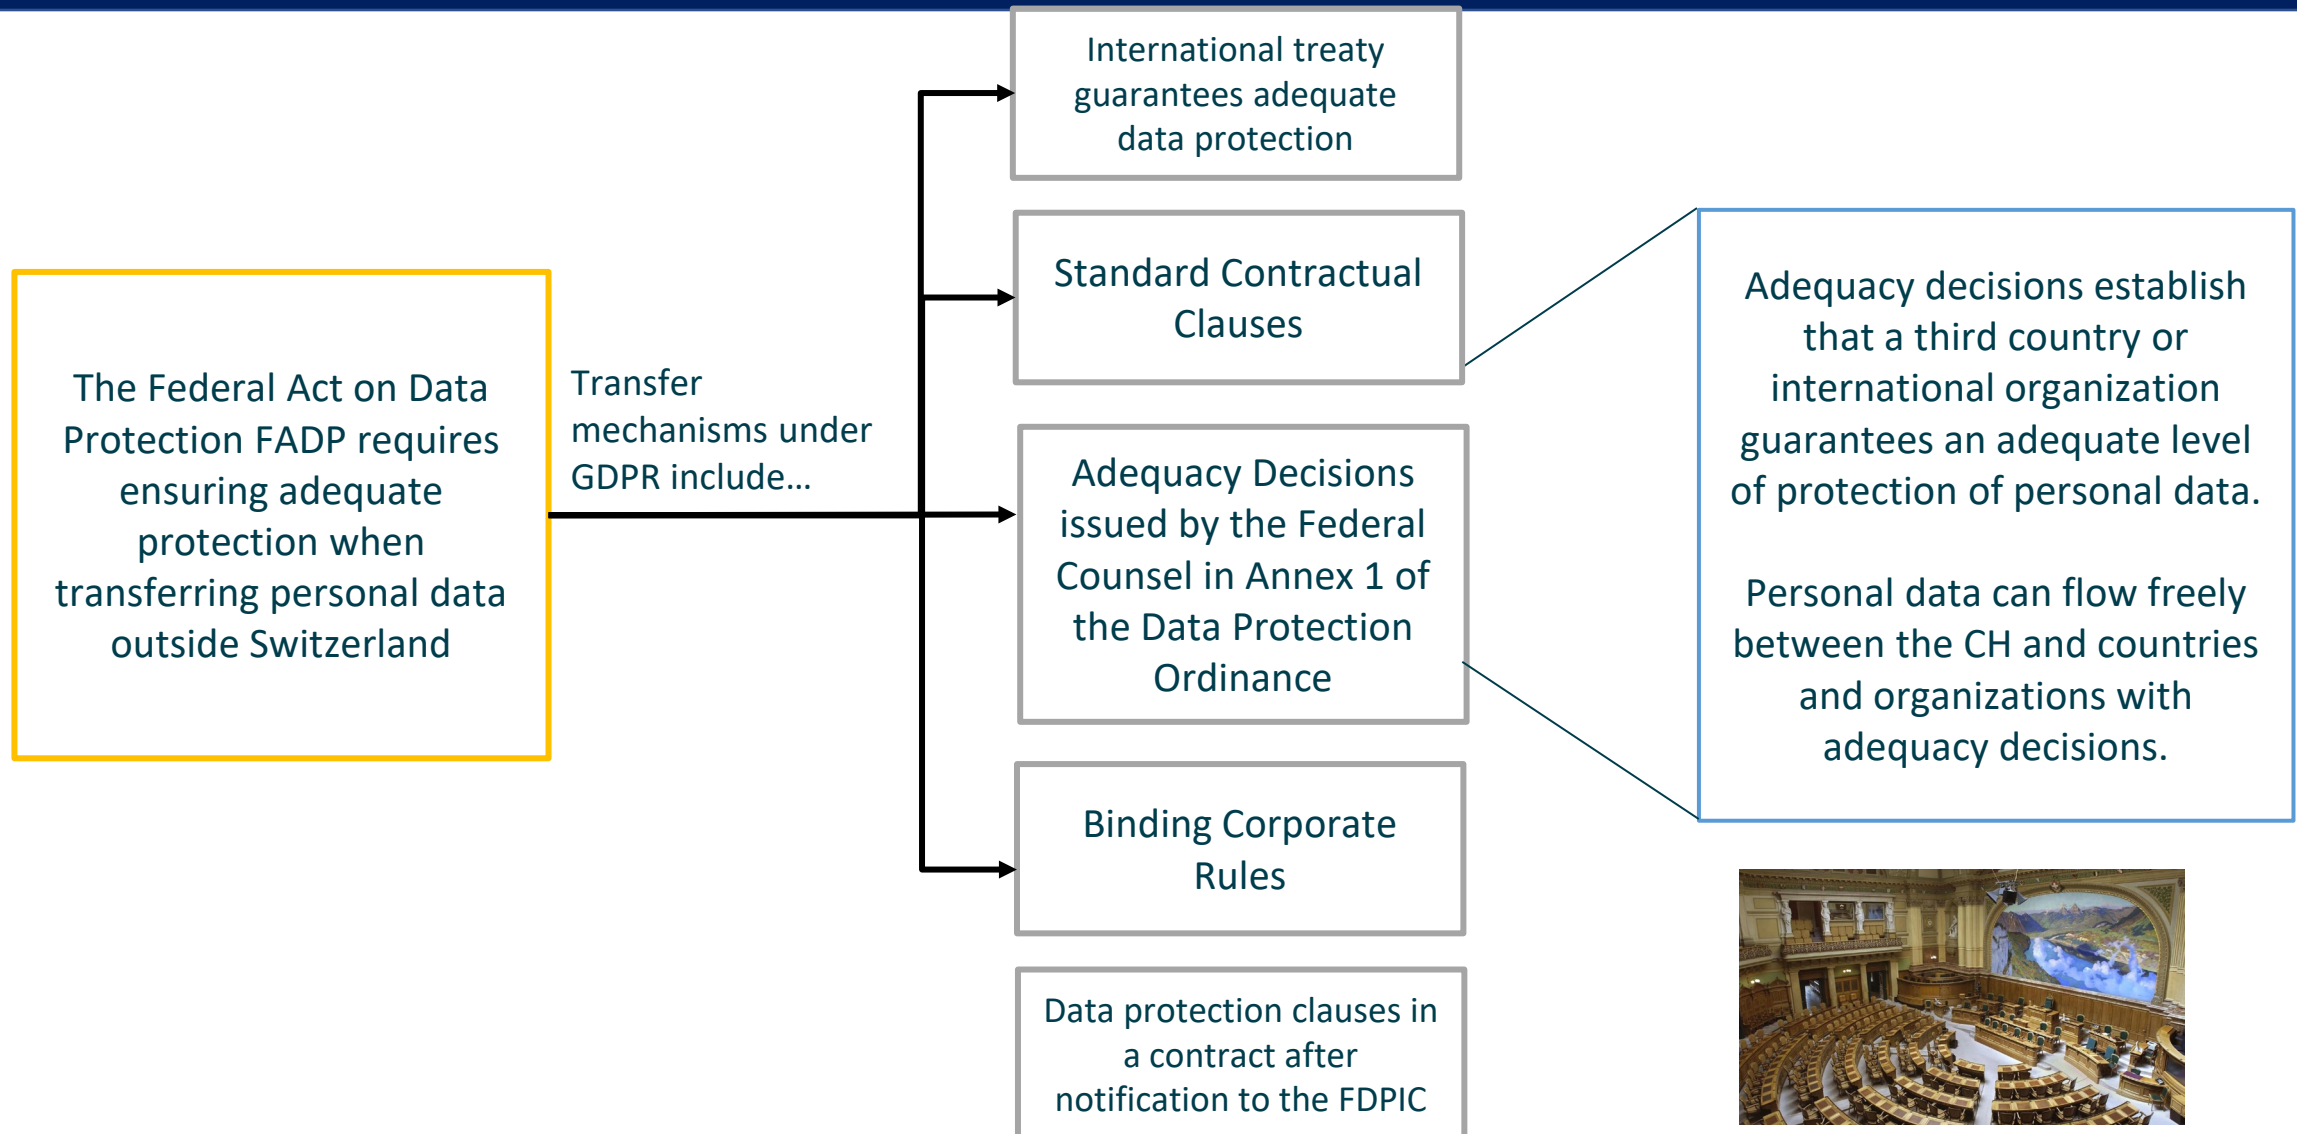 The Federal Act on Data
Protection FADP requires
ensuring adequate
protection when
transferring personal data
outside Switzerland
Transfer
mechanisms under
GDPR include...
International treaty
guarantees adequate
data protection
Standard Contractual
Clauses
Adequacy Decisions
issued by the Federal
Counsel in Annex 1 of
the Data Protection
Ordinance
Binding Corporate
Rules
Data protection clauses in
a contract after
notification to the FDPIC
Adequacy decisions establish
that a third country or
international organization
guarantees an adequate level
of protection of personal data.
Personal data can flow freely
between the CH and countries
and organizations with
adequacy decisions.